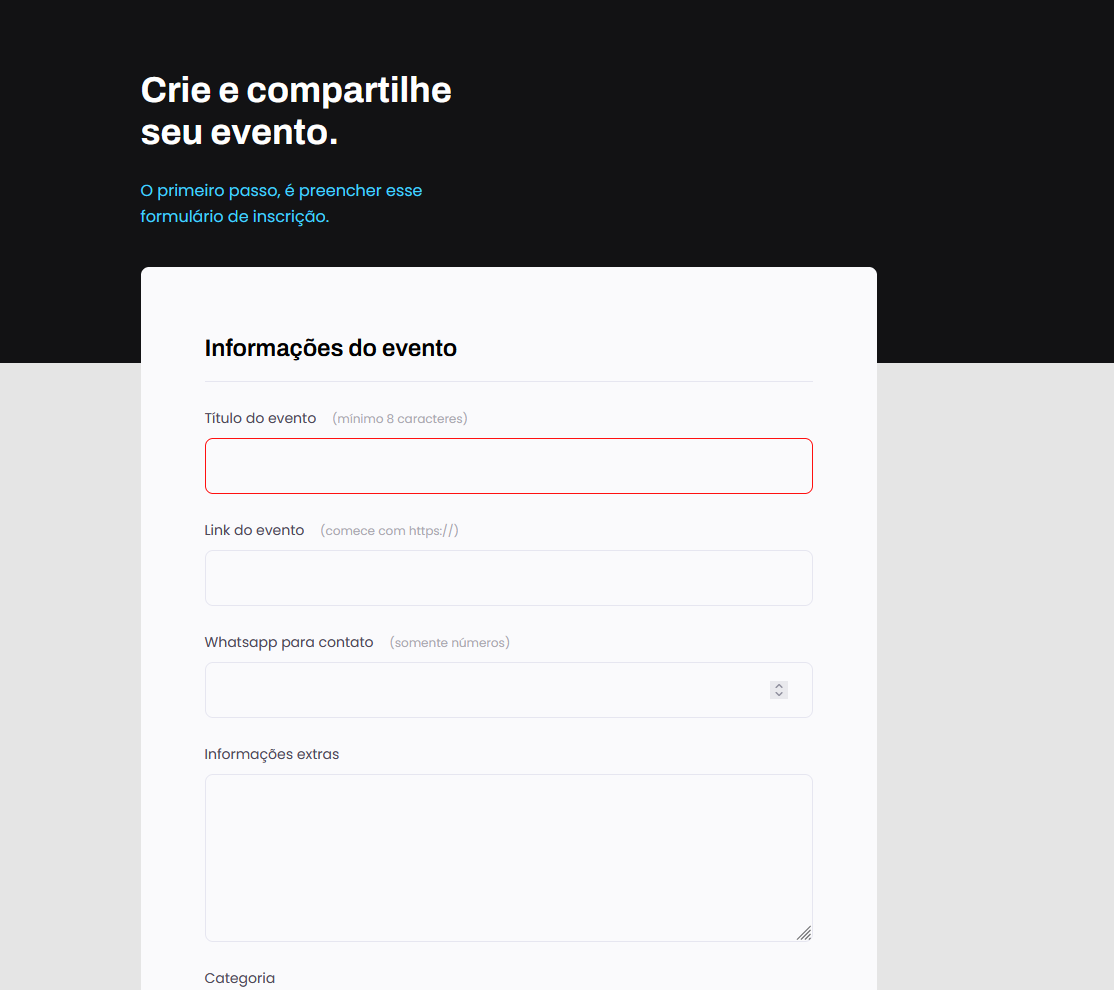 Crie e compartilhe
seu evento.
O primeiro passo, é preencher esse
formulário de inscrição.
Informações do evento
Título do evento (mínimo 8 caracteres)
Link do evento (comece com https://)
Whatsapp para contato (somente números)
Informações extras
Categoria